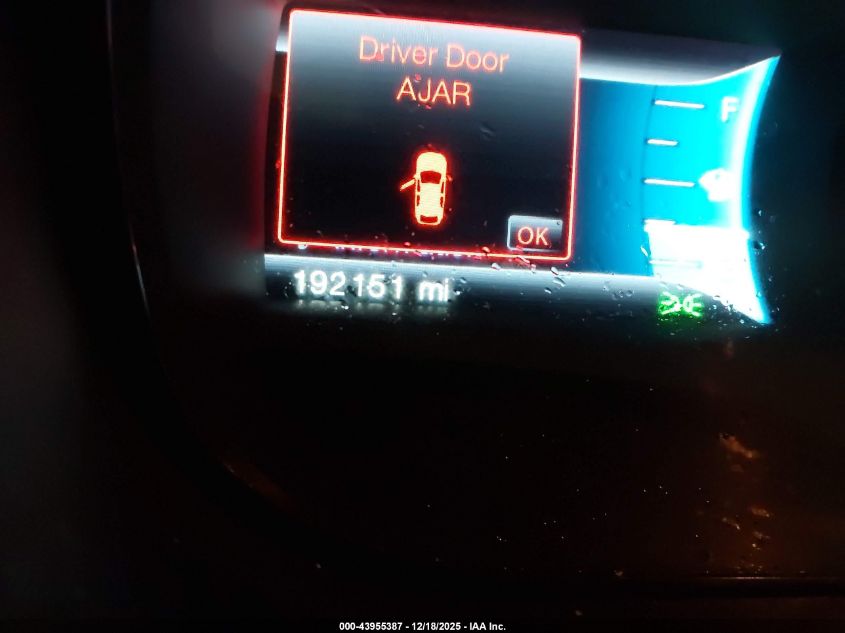 Driver Door
AJAR
F
OK
192151 mi
000-43955387 - 12/18/2025 - IAA Inc.